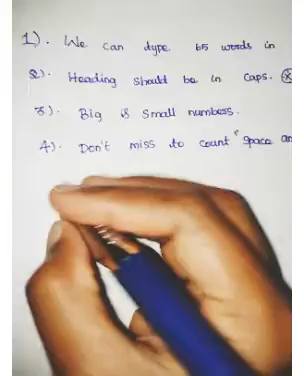 1). We can type 65 words in
2). Heading should be in caps.
3). Big & small numbers.
4). Don't miss to count "space an